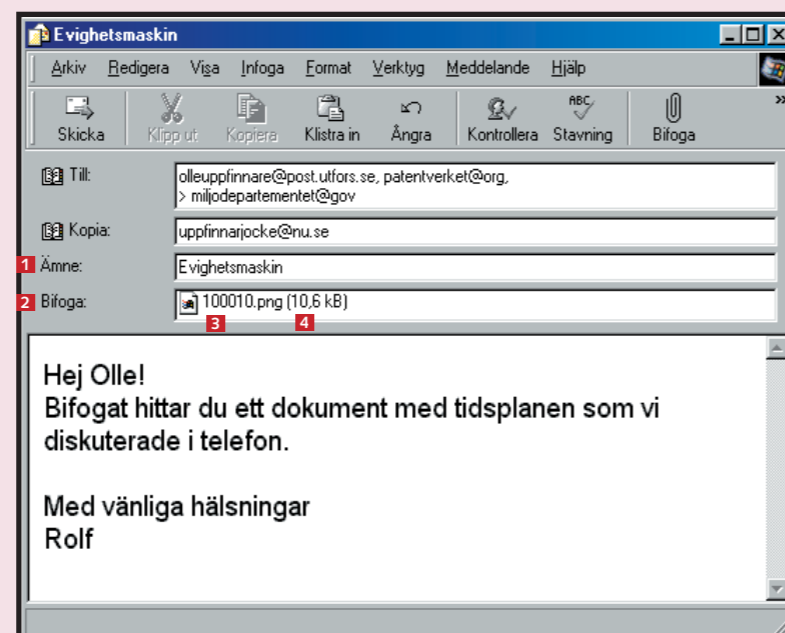 Evighetsmaskin
Arkiv Redigera Visa Infoga Format Verktyg Meddelande Hjälp
Skicka Klipp ut Kopiera Klistra in Ångra Kontrollera ABC Stavning Bifoga »
Till: olleuppfinnare@post.utfors.se, patentverket@org,
> miljodepartementet@gov
Kopia: uppfinnarjocke@nu.se
1 Ämne: Evighetsmaskin
2 Bifoga: 100010.png (10,6 kB)
3 4
Hej Olle!
Bifogat hittar du ett dokument med tidsplanen som vi
diskuterade i telefon.
Med vänliga hälsningar
Rolf